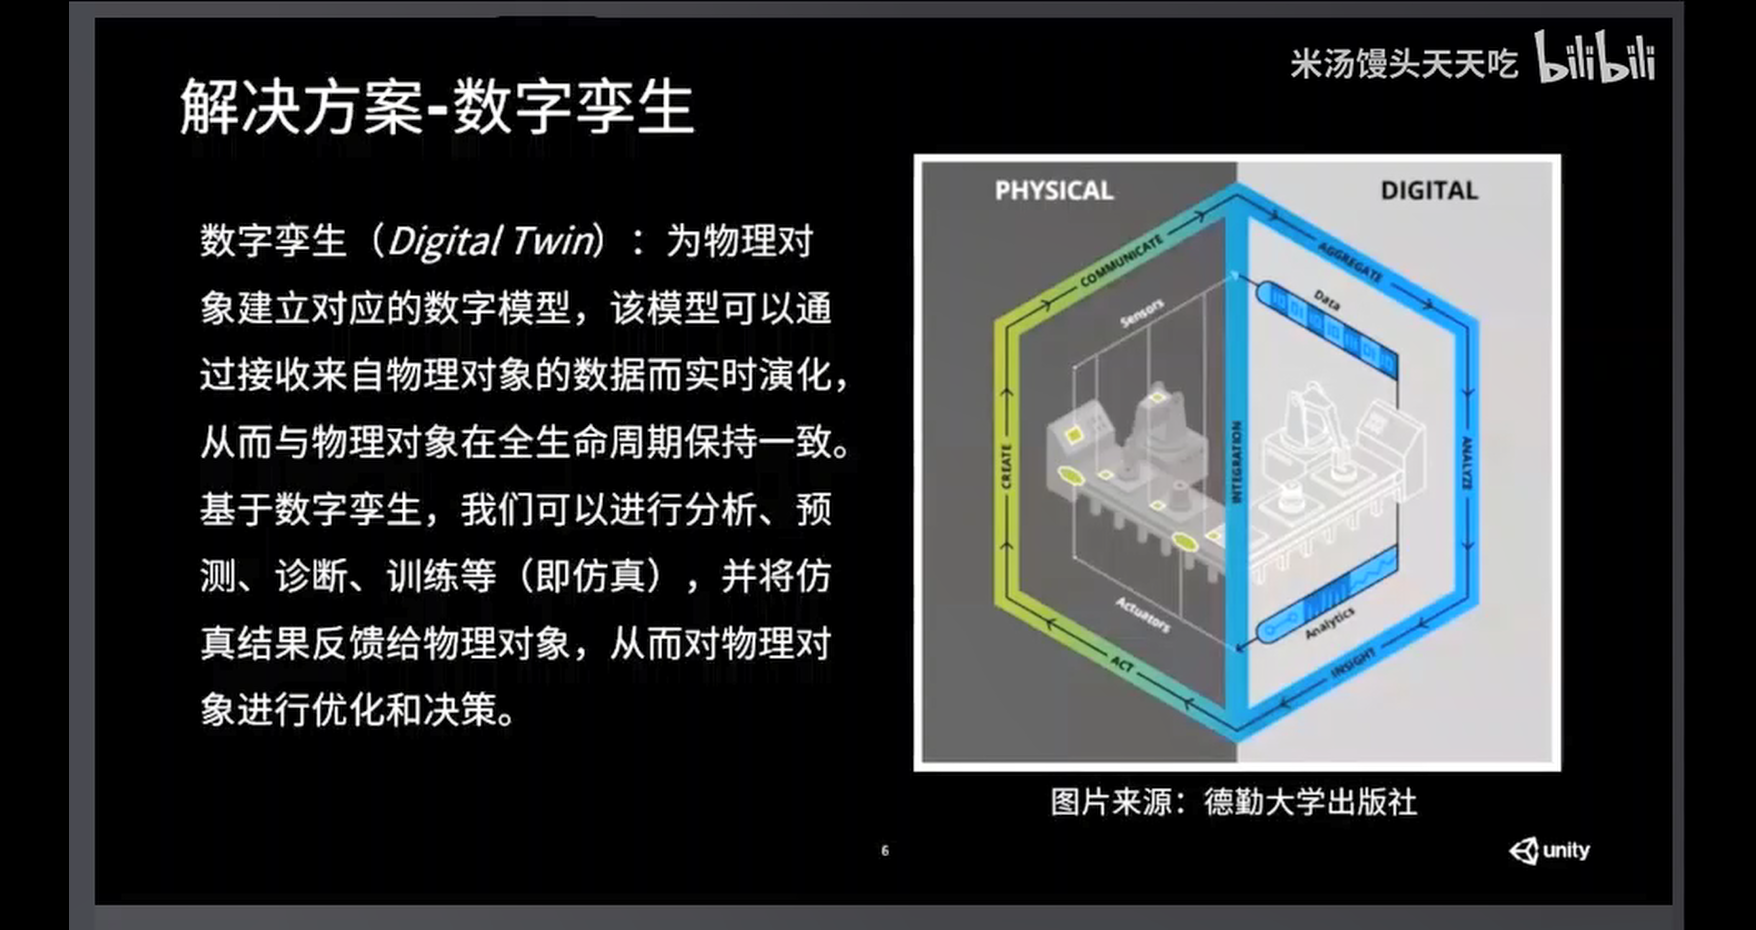 米汤馒头天天吃 bilibili
解决方案-数字孪生
数字孪生（Digital Twin）：为物理对
象建立对应的数字模型，该模型可以通
过接收来自物理对象的数据而实时演化，
从而与物理对象在全生命周期保持一致。
基于数字孪生，我们可以进行分析、预
测、诊断、训练等（即仿真），并将仿
真结果反馈给物理对象，从而对物理对
象进行优化和决策。
PHYSICAL
DIGITAL
COMMUNICATE
AGGREGATE
Sensors
Data
CREATE
INTEGRATION
ANALYZE
Actuators
Analytics
ACT
INSIGHT
图片来源：德勤大学出版社
6
unity